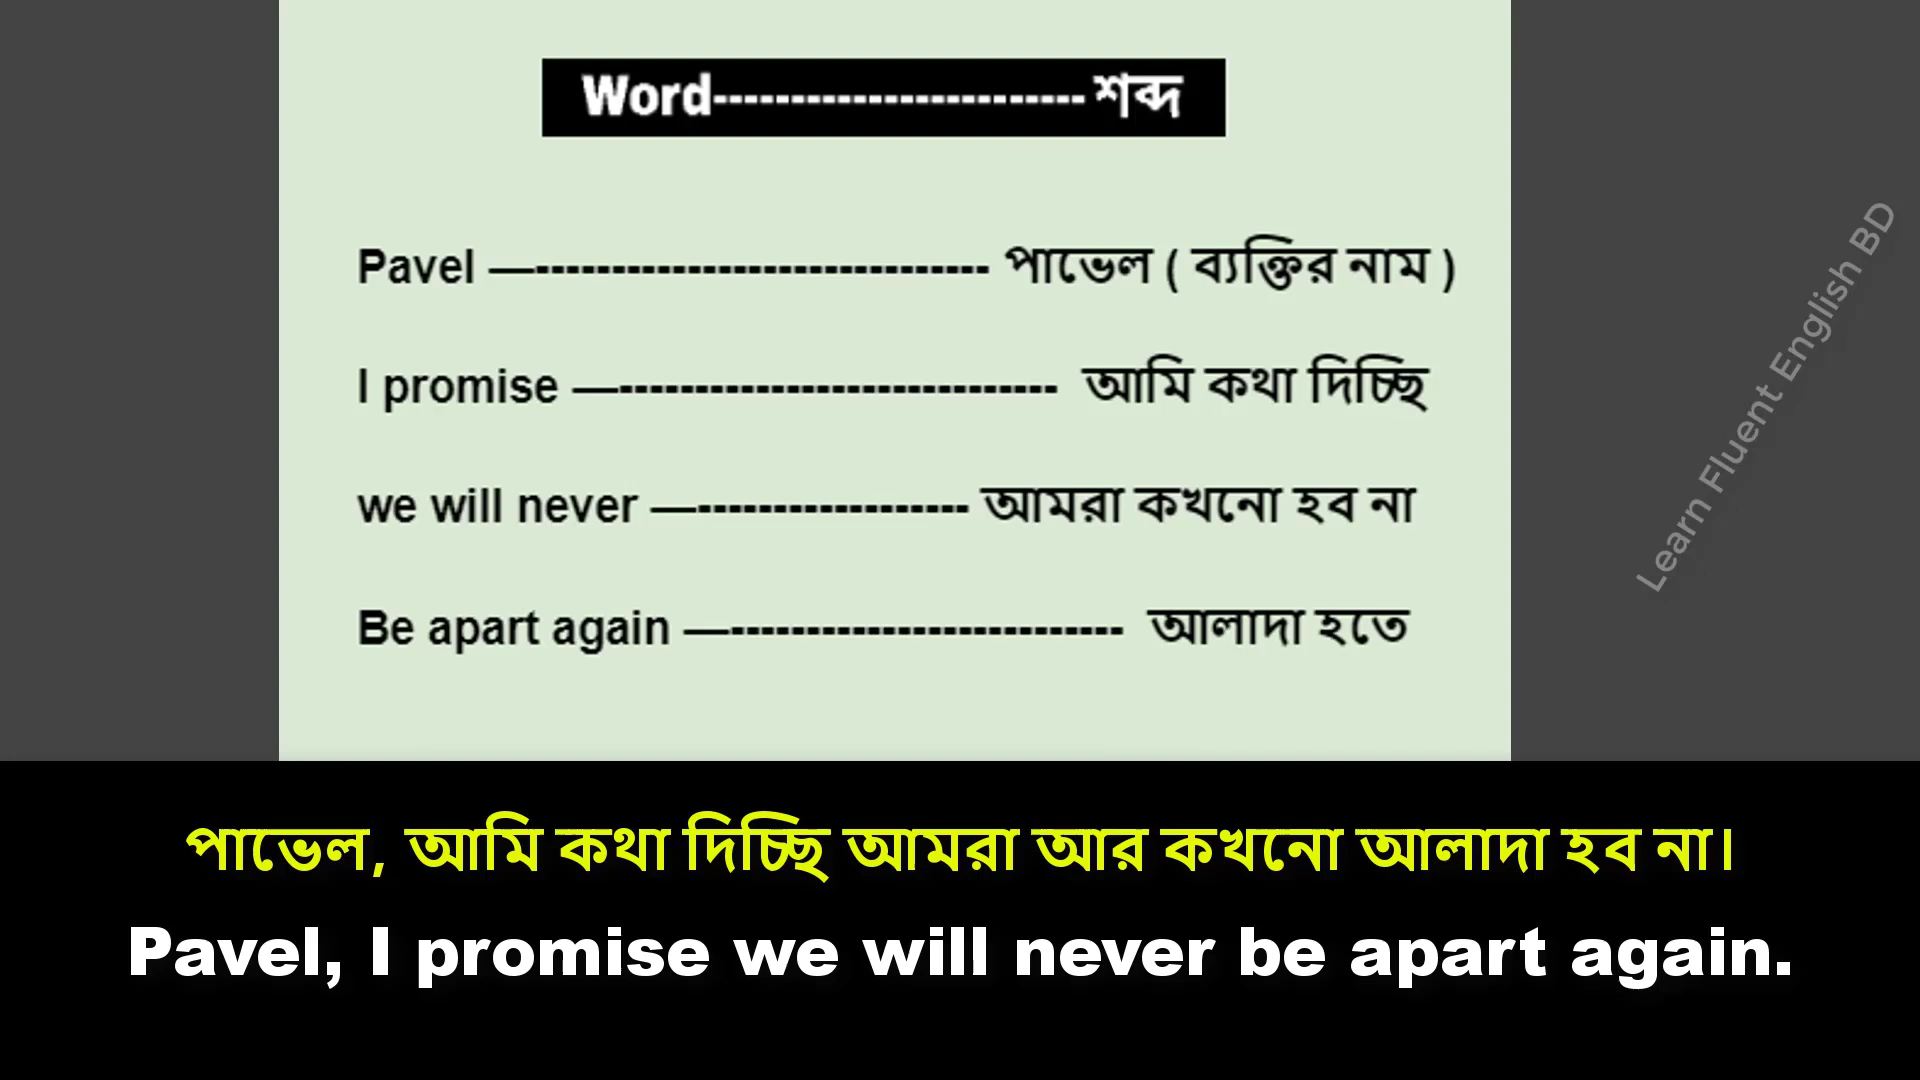 Word------------------------শব্দ
Pavel —------------------------------ পাভেল ( ব্যক্তির নাম )
I promise —----------------------------- আমি কথা দিচ্ছি
we will never —------------------ আমরা কখনো হব না
Be apart again —-------------------------- আলাদা হতে
Learn Fluent English BD
পাভেল, আমি কথা দিচ্ছি আমরা আর কখনো আলাদা হব না।
Pavel, I promise we will never be apart again.